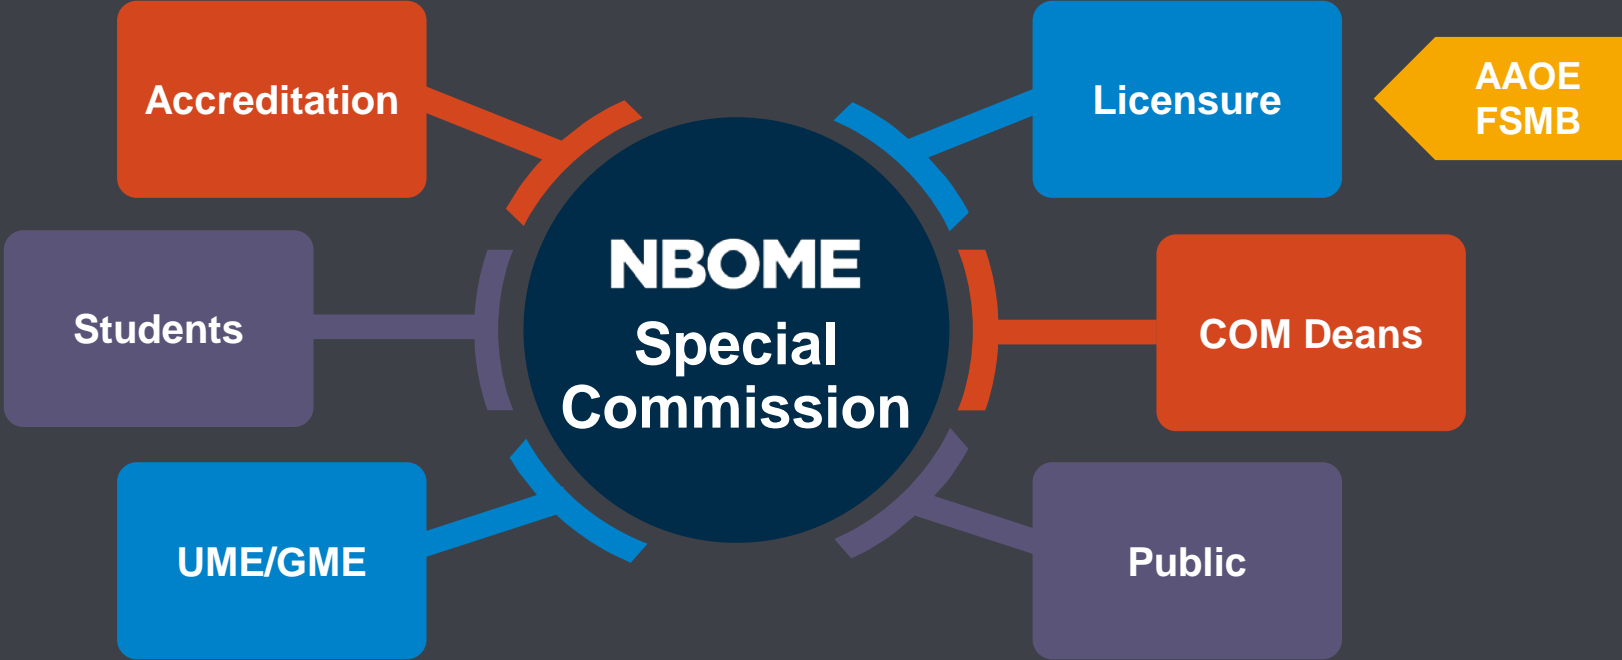 Accreditation
Licensure
AAOE
FSMB
Students
NBOME
Special
Commission
COM Deans
UME/GME
Public